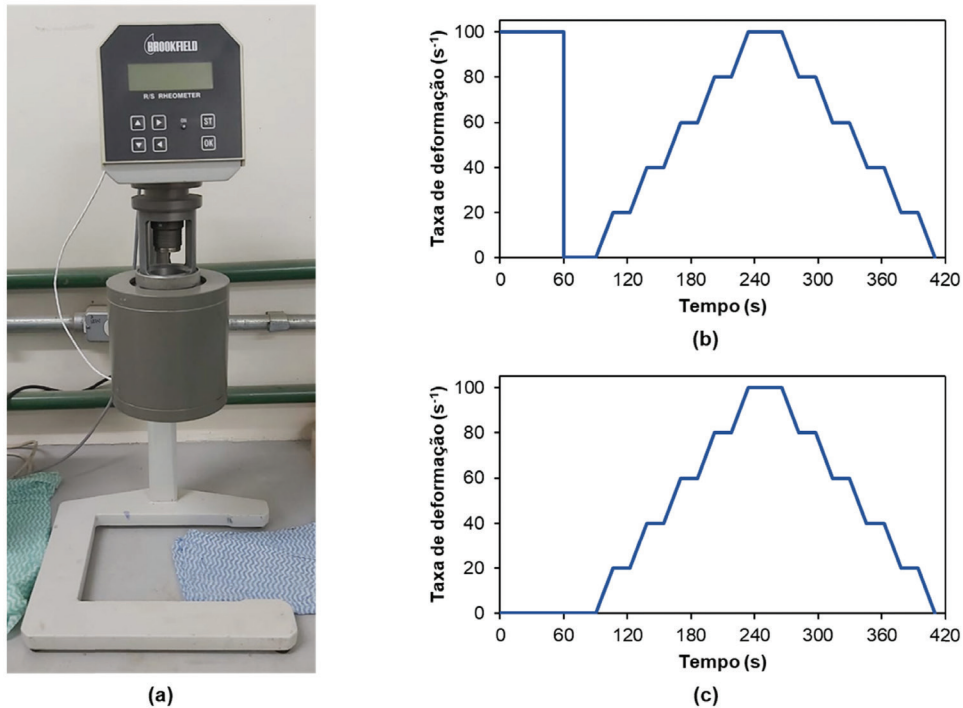 BROOKFIELD
R/S RHEOMETER
ST
OK
(a)
Taxa de deformação (s⁻¹)
100
80
60
40
20
0
0 60 120 180 240 300 360 420
Tempo (s)
(b)
Taxa de deformação (s⁻¹)
100
80
60
40
20
0
0 60 120 180 240 300 360 420
Tempo (s)
(c)